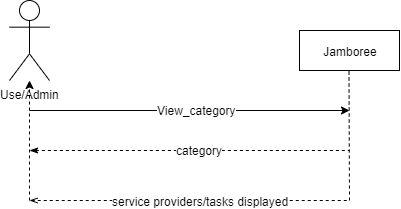 Jamboree
Use/Admin
View_category
category
service providers/tasks displayed